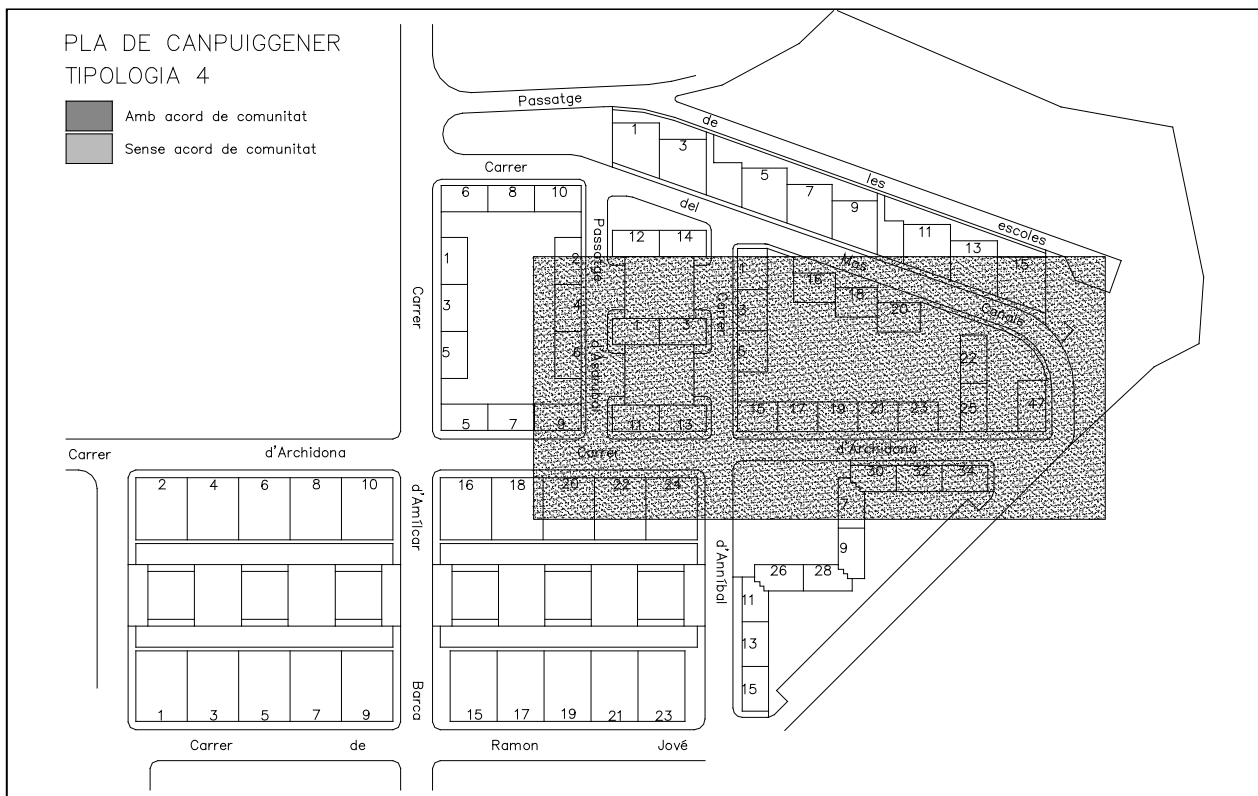 PLA DE CANPUIGGENER
TIPOLOGIA 4
Amb acord de comunitat
Sense acord de comunitat
Passatge de les escoles
1 3 5 7 9 11 13 15
Carrer del Mas Canals
6 8 10
12 14
16 18 20
22
25
47
Passatge d'Asdrúbal
2 4 6
1 3 5
Carrer
1 3
Carrer
1 3 5
5 7 9
11 13
15 17 19 21 23
Carrer d'Archidona Carrer d'Archidona
2 4 6 8 10
16 18 20 22 24
30 32 34
d'Amílcar Barca
d'Anníbal
7
9
26 28
11
13
15
1 3 5 7 9
15 17 19 21 23
Carrer de Ramon Jové